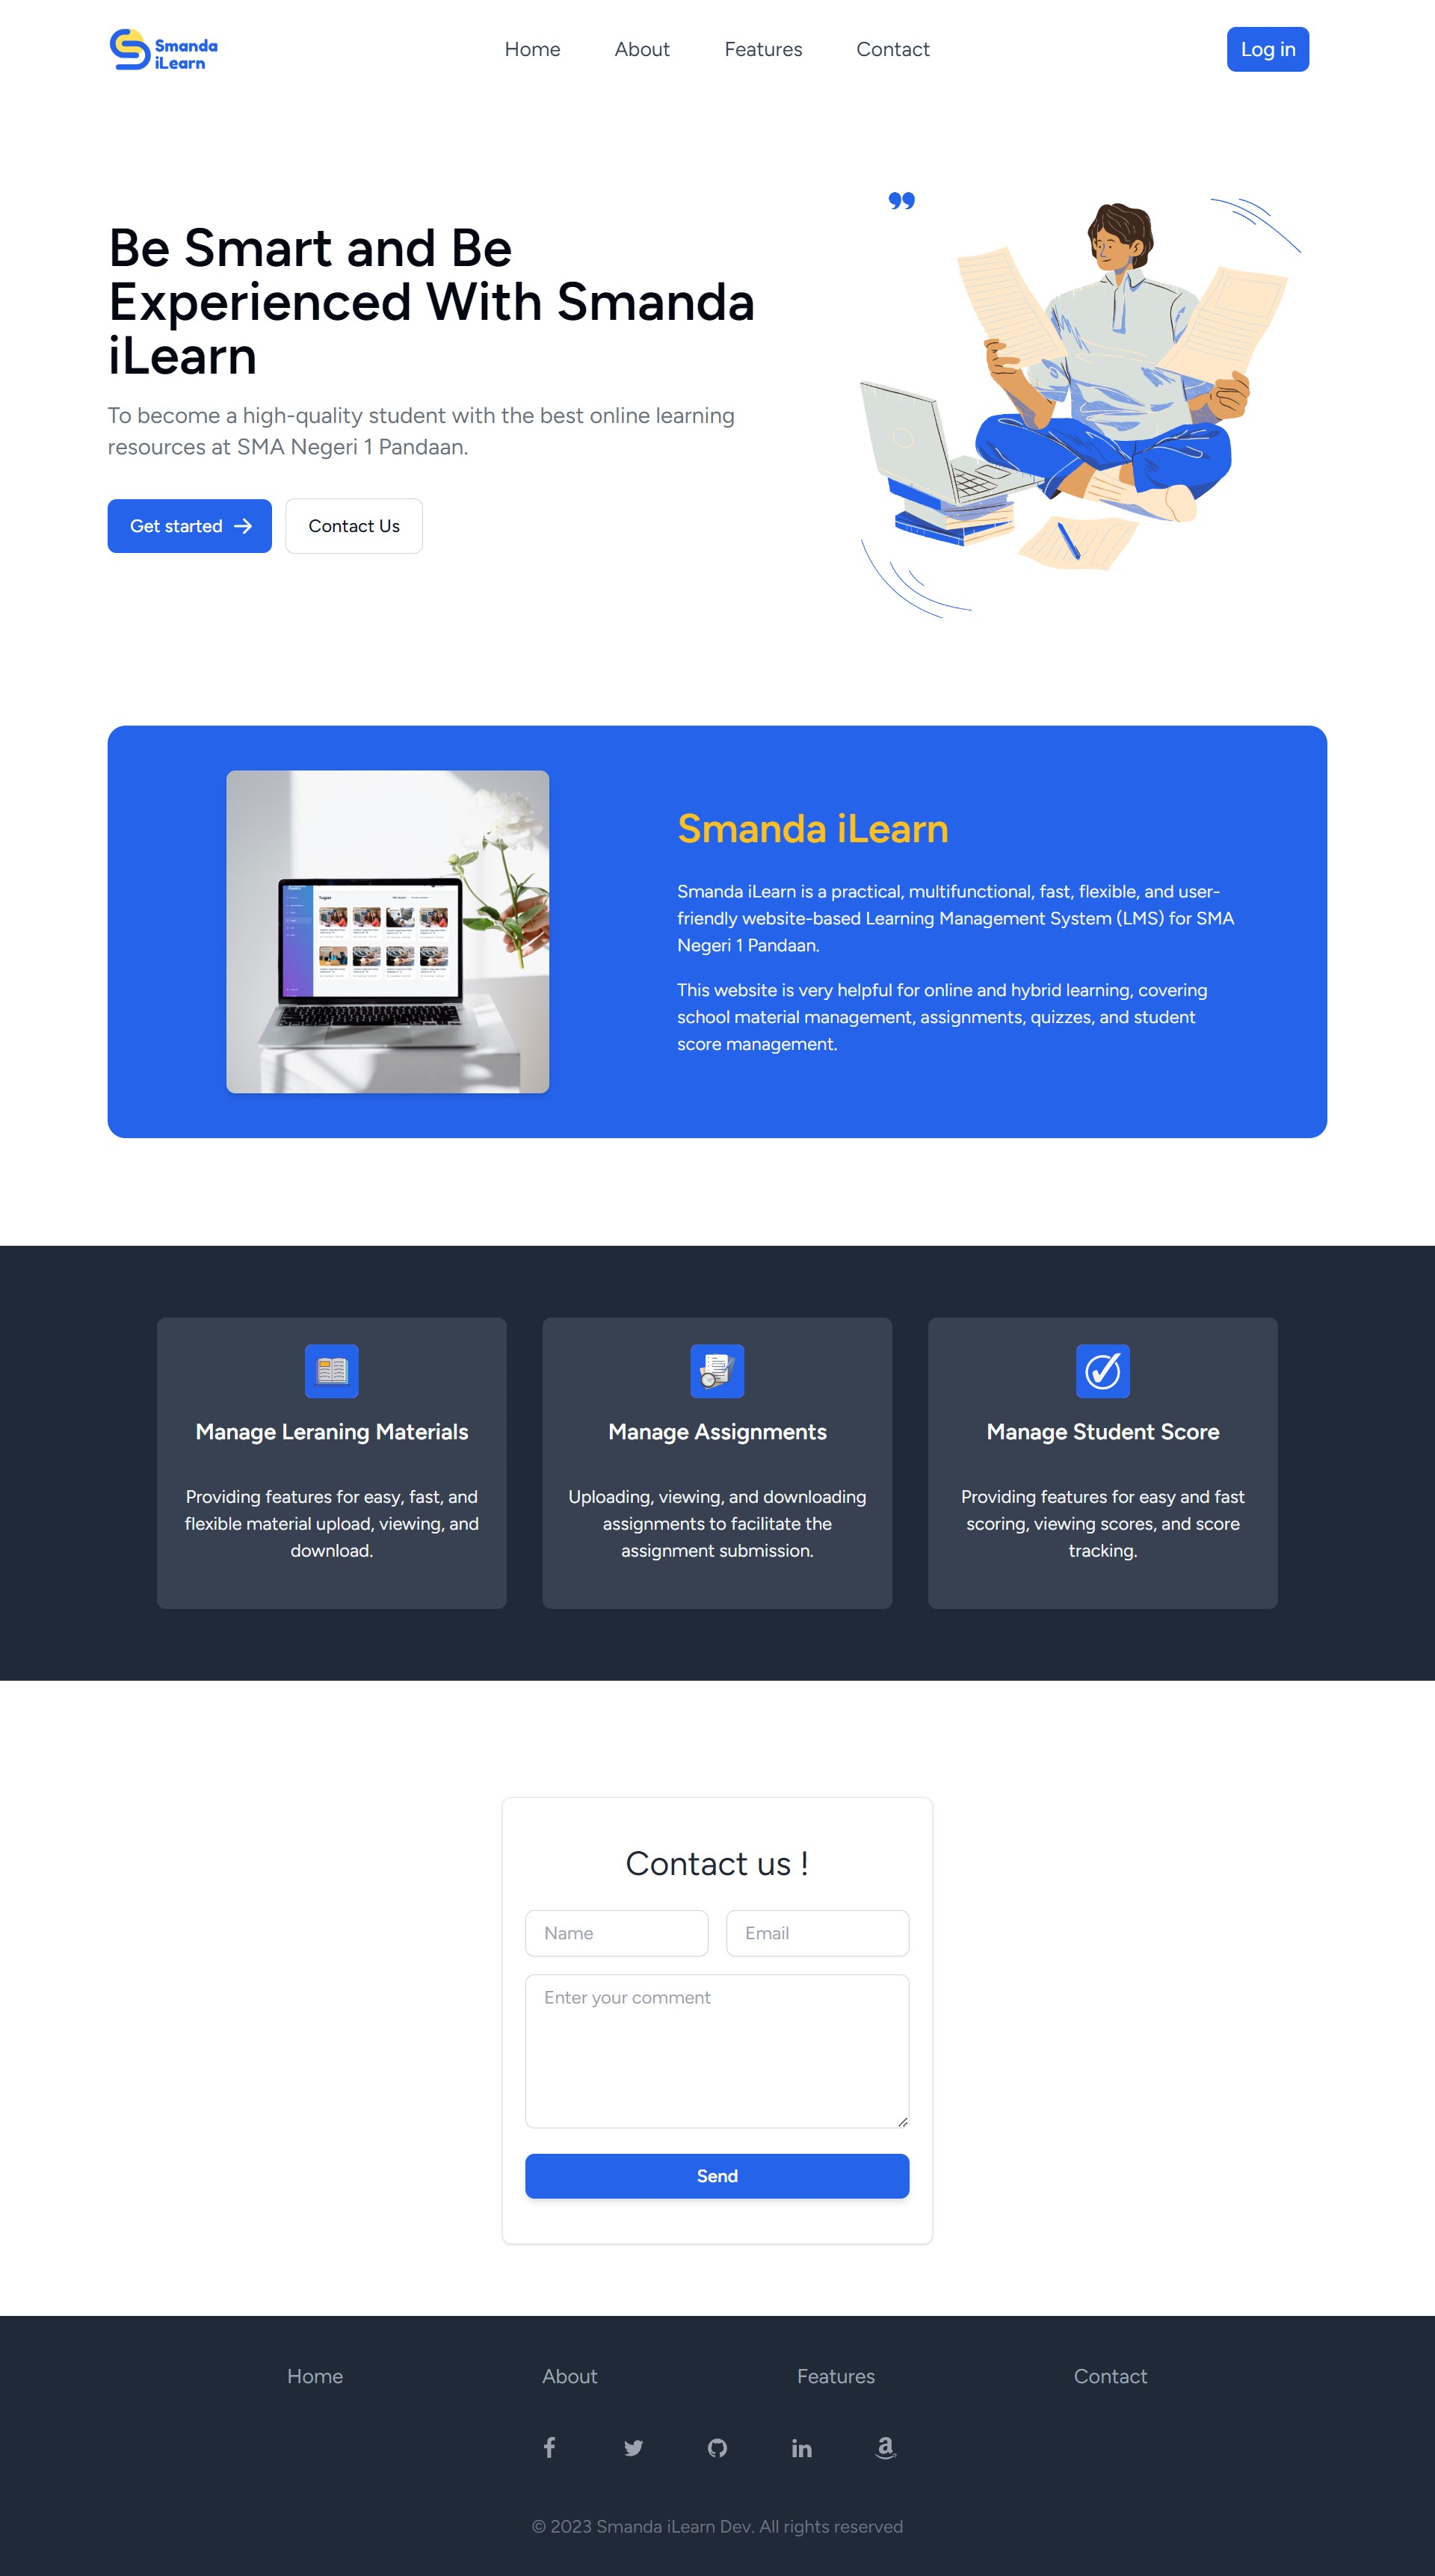 Smanda
iLearn
Home
About
Features
Contact
Log in
Be Smart and Be
Experienced With Smanda
iLearn
To become a high-quality student with the best online learning
resources at SMA Negeri 1 Pandaan.
Get started
Contact Us
Smanda iLearn
Smanda iLearn is a practical, multifunctional, fast, flexible, and user-
friendly website-based Learning Management System (LMS) for SMA
Negeri 1 Pandaan.
This website is very helpful for online and hybrid learning, covering
school material management, assignments, quizzes, and student
score management.
Manage Leraning Materials
Providing features for easy, fast, and
flexible material upload, viewing, and
download.
Manage Assignments
Uploading, viewing, and downloading
assignments to facilitate the
assignment submission.
Manage Student Score
Providing features for easy and fast
scoring, viewing scores, and score
tracking.
Contact us !
Name
Email
Enter your comment
Send
Home
About
Features
Contact
© 2023 Smanda iLearn Dev. All rights reserved